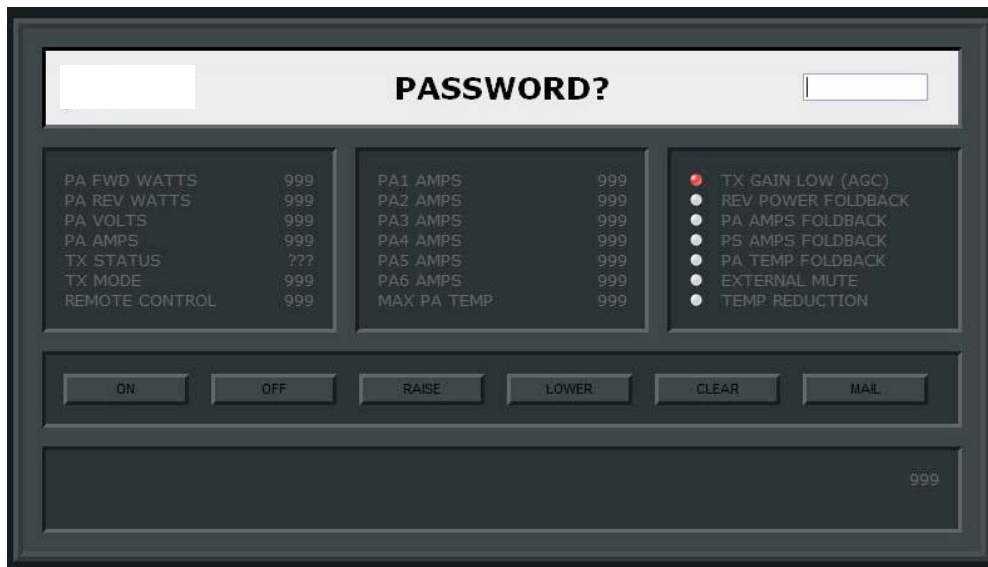 PASSWORD?
PA FWD WATTS 999
PA REV WATTS 999
PA VOLTS 999
PA AMPS 999
TX STATUS ???
TX MODE 999
REMOTE CONTROL 999
PA1 AMPS 999
PA2 AMPS 999
PA3 AMPS 999
PA4 AMPS 999
PA5 AMPS 999
PA6 AMPS 999
MAX PA TEMP 999
TX GAIN LOW (AGC)
REV POWER FOLDBACK
PA AMPS FOLDBACK
PS AMPS FOLDBACK
PA TEMP FOLDBACK
EXTERNAL MUTE
TEMP REDUCTION
ON OFF RAISE LOWER CLEAR MAIL
999